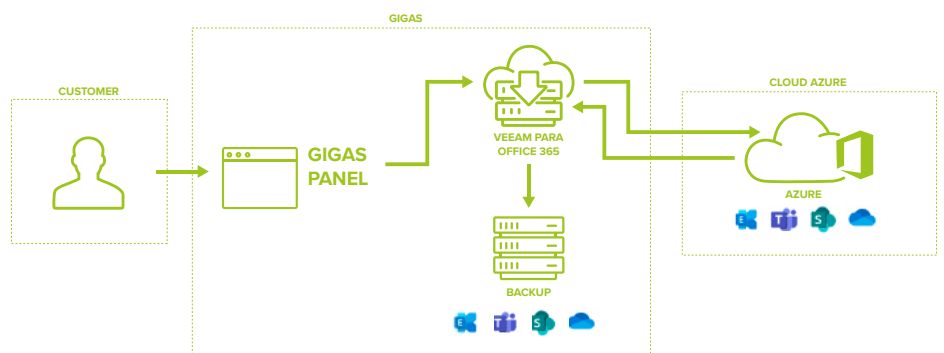 GIGAS
CUSTOMER
CLOUD AZURE
GIGAS
PANEL
VEEAM PARA
OFFICE 365
AZURE
E
T
S
BACKUP
E
T
S